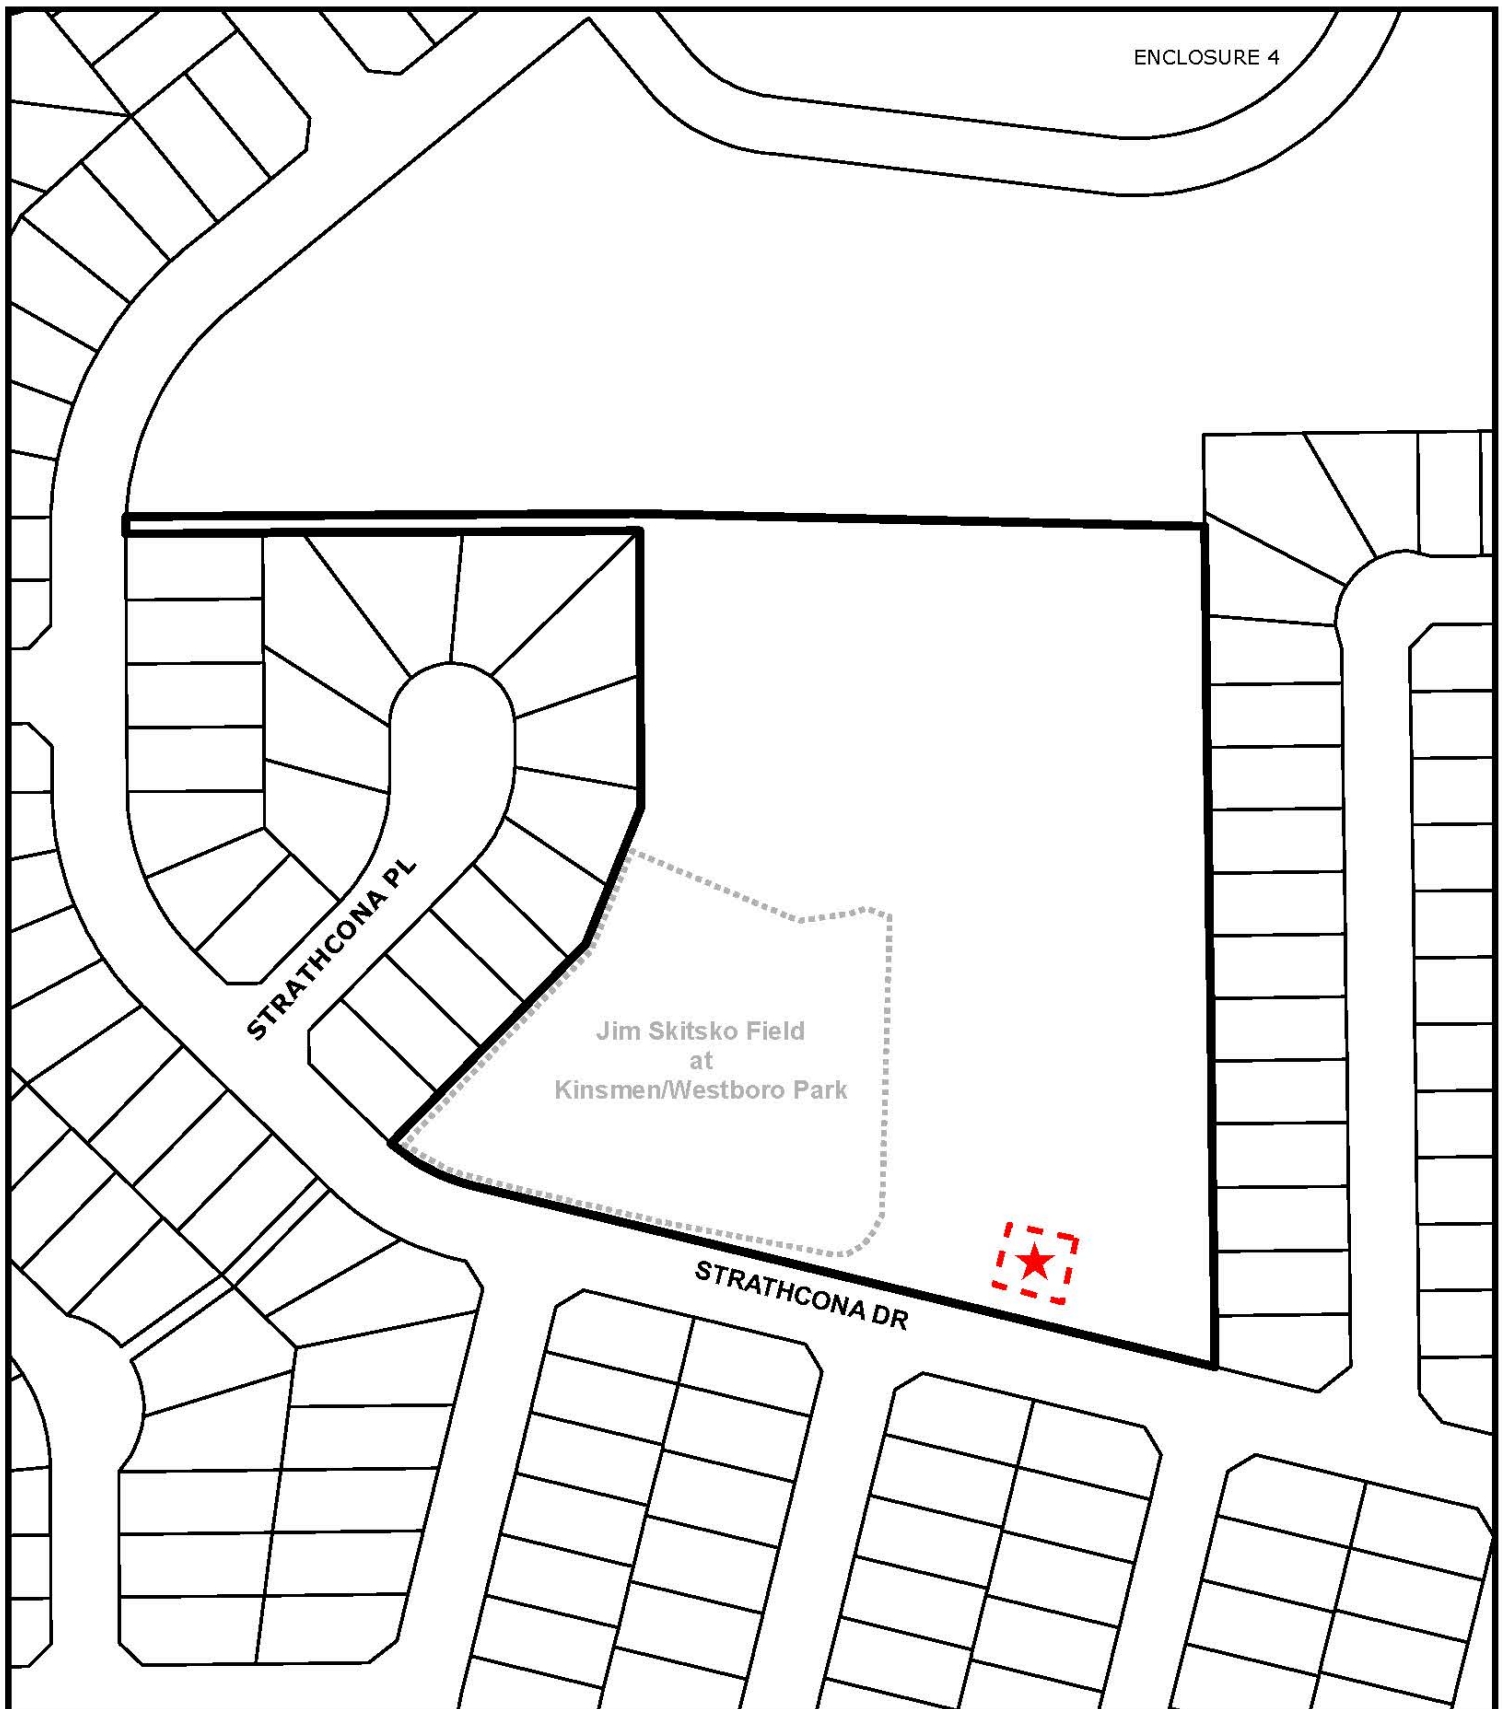 ENCLOSURE 4
STRATHCONA PL
Jim Skitsko Field
at
Kinsmen/Westboro Park
STRATHCONA DR